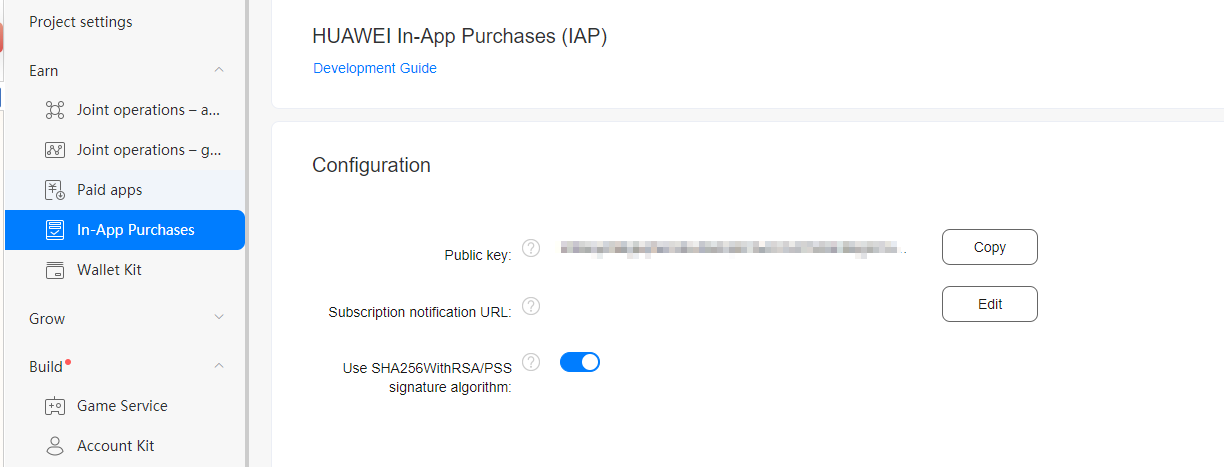 Project settings
Earn
Joint operations – a...
Joint operations – g...
Paid apps
In-App Purchases
Wallet Kit
Grow
Build
Game Service
Account Kit
HUAWEI In-App Purchases (IAP)
Development Guide
Configuration
Public key: ?
Copy
Subscription notification URL: ?
Edit
Use SHA256WithRSA/PSS ?
signature algorithm: